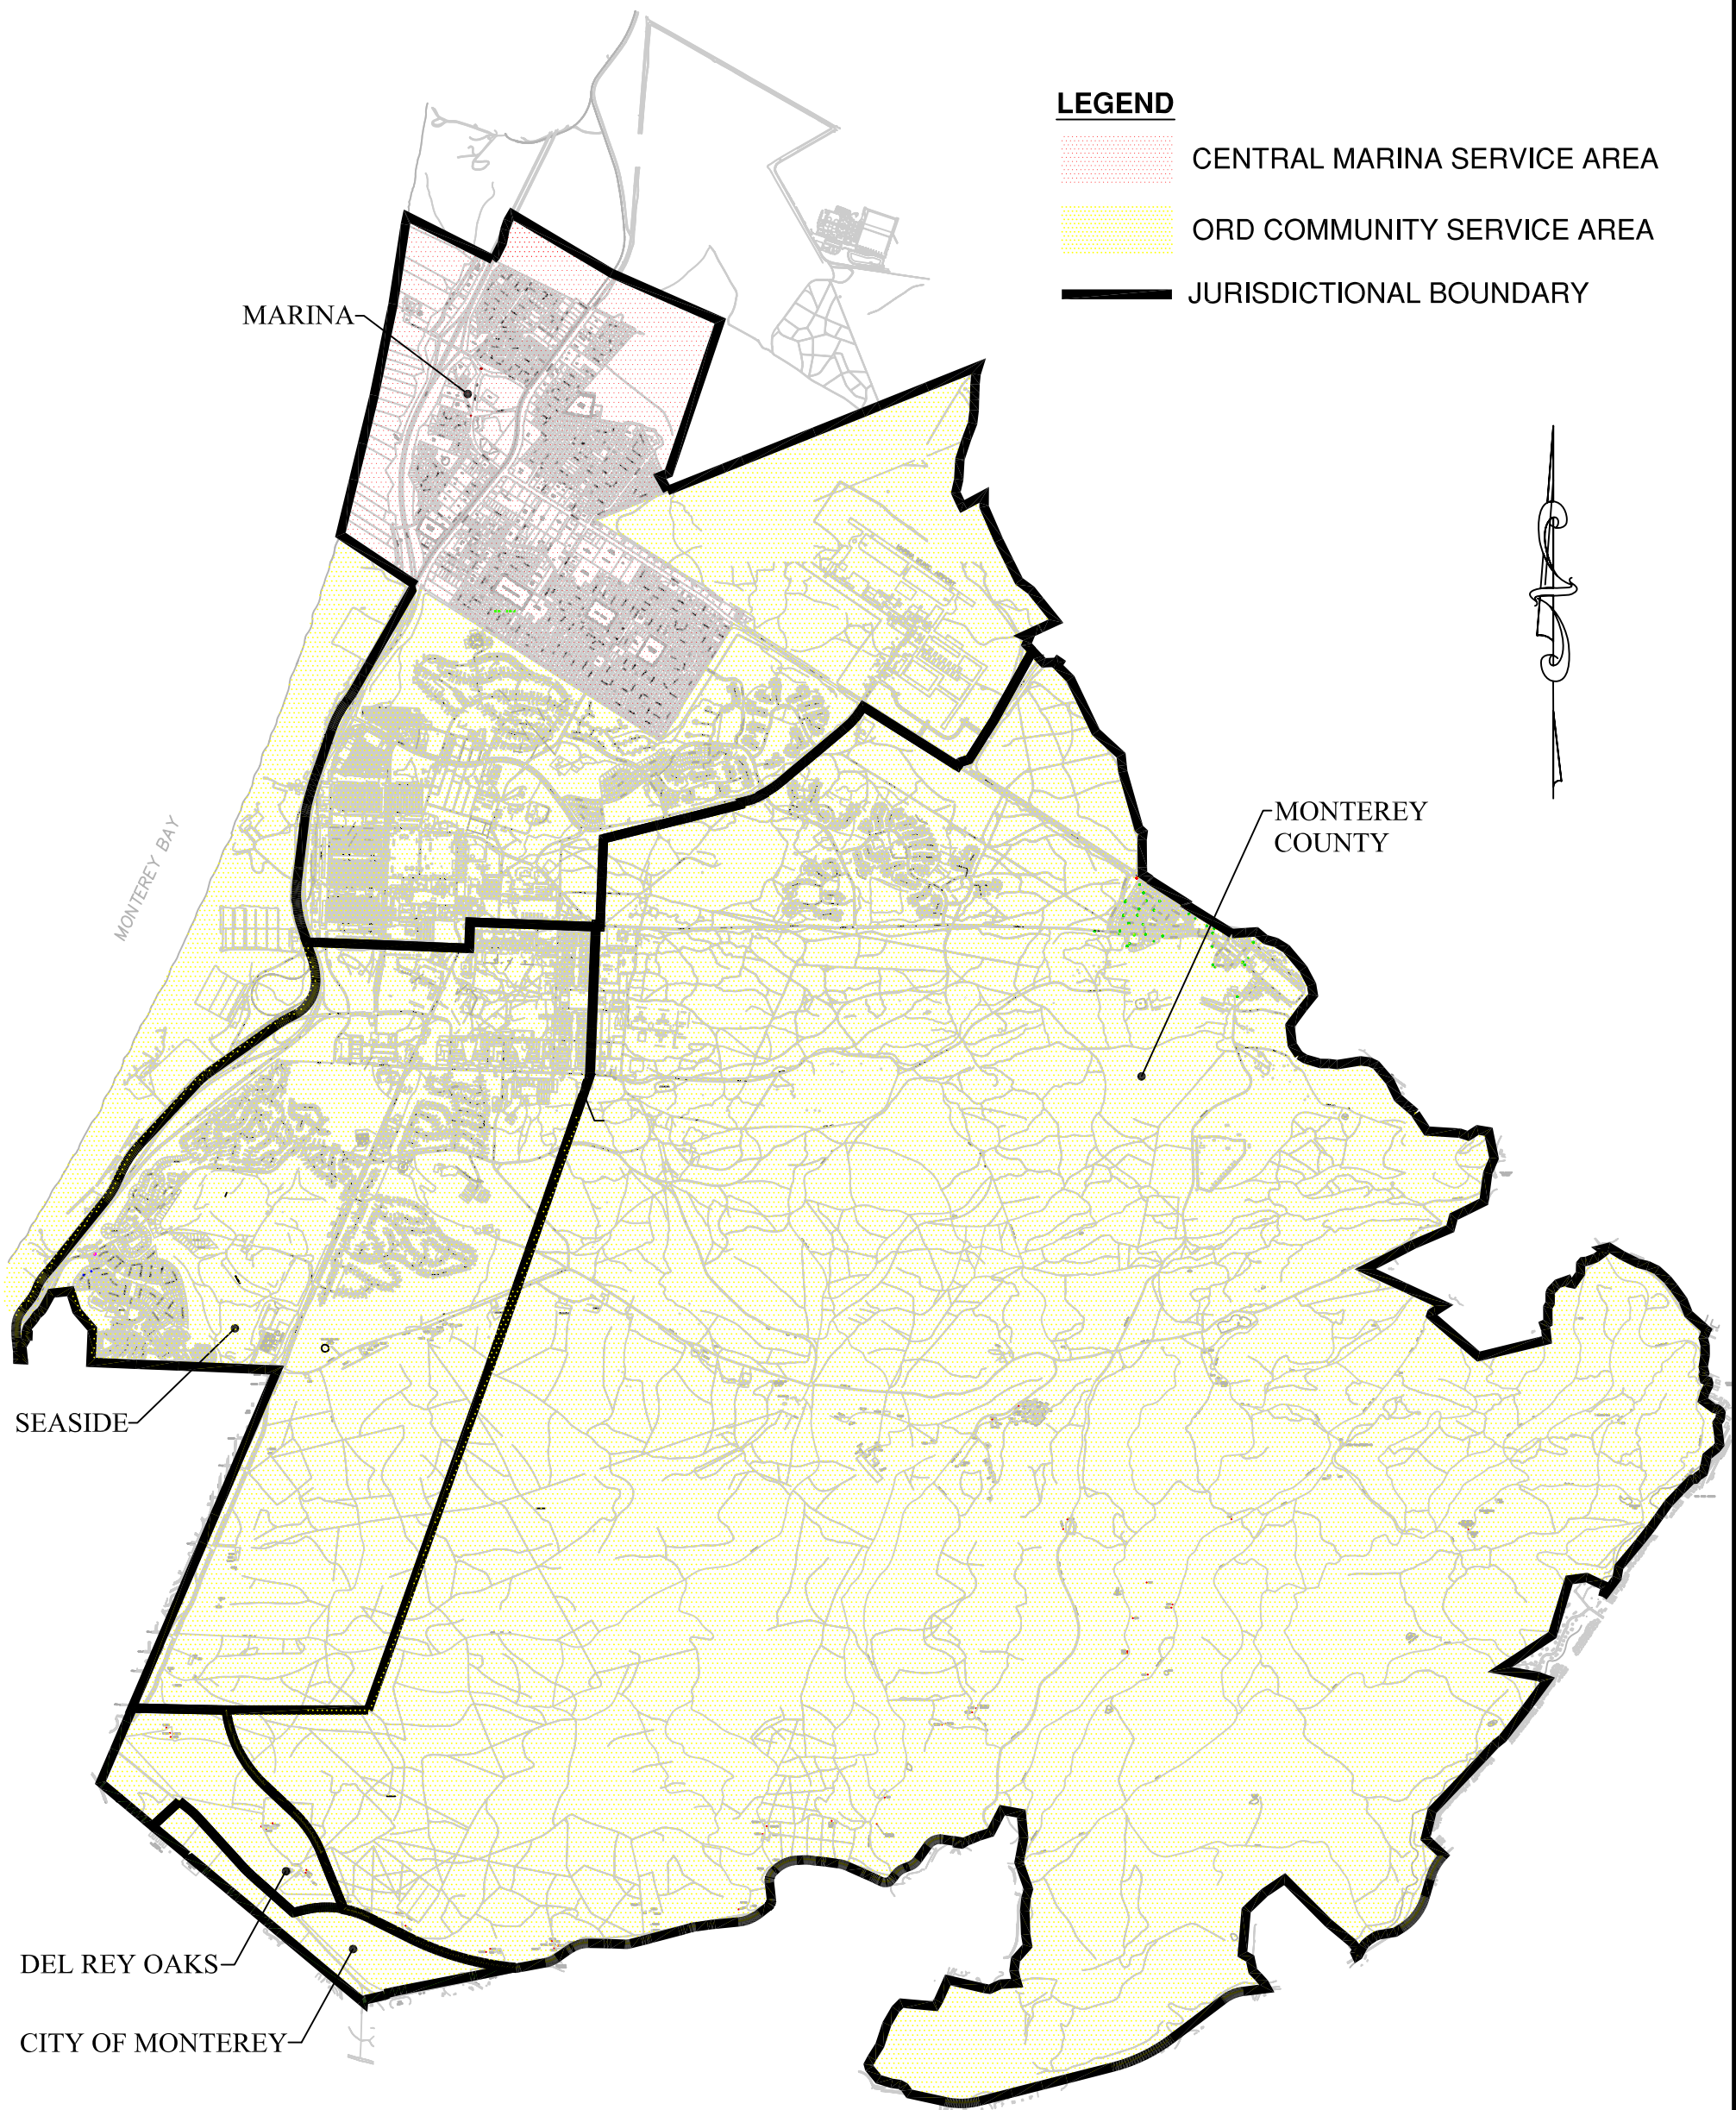 LEGEND
CENTRAL MARINA SERVICE AREA
ORD COMMUNITY SERVICE AREA
JURISDICTIONAL BOUNDARY
MARINA
MONTEREY BAY
MONTEREY
COUNTY
SEASIDE
DEL REY OAKS
CITY OF MONTEREY